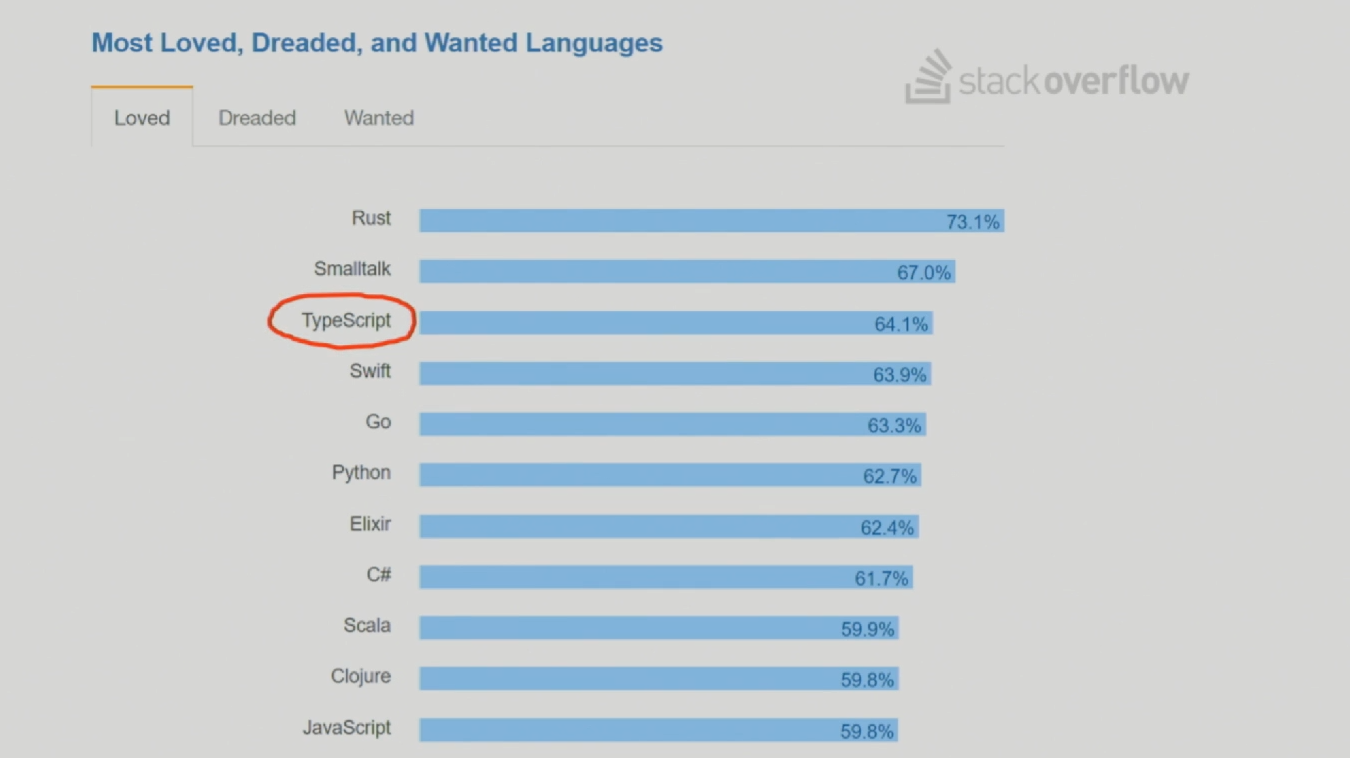 Most Loved, Dreaded, and Wanted Languages
stackoverflow
Loved Dreaded Wanted
Rust 73.1%
Smalltalk 67.0%
TypeScript 64.1%
Swift 63.9%
Go 63.3%
Python 62.7%
Elixir 62.4%
C# 61.7%
Scala 59.9%
Clojure 59.8%
JavaScript 59.8%